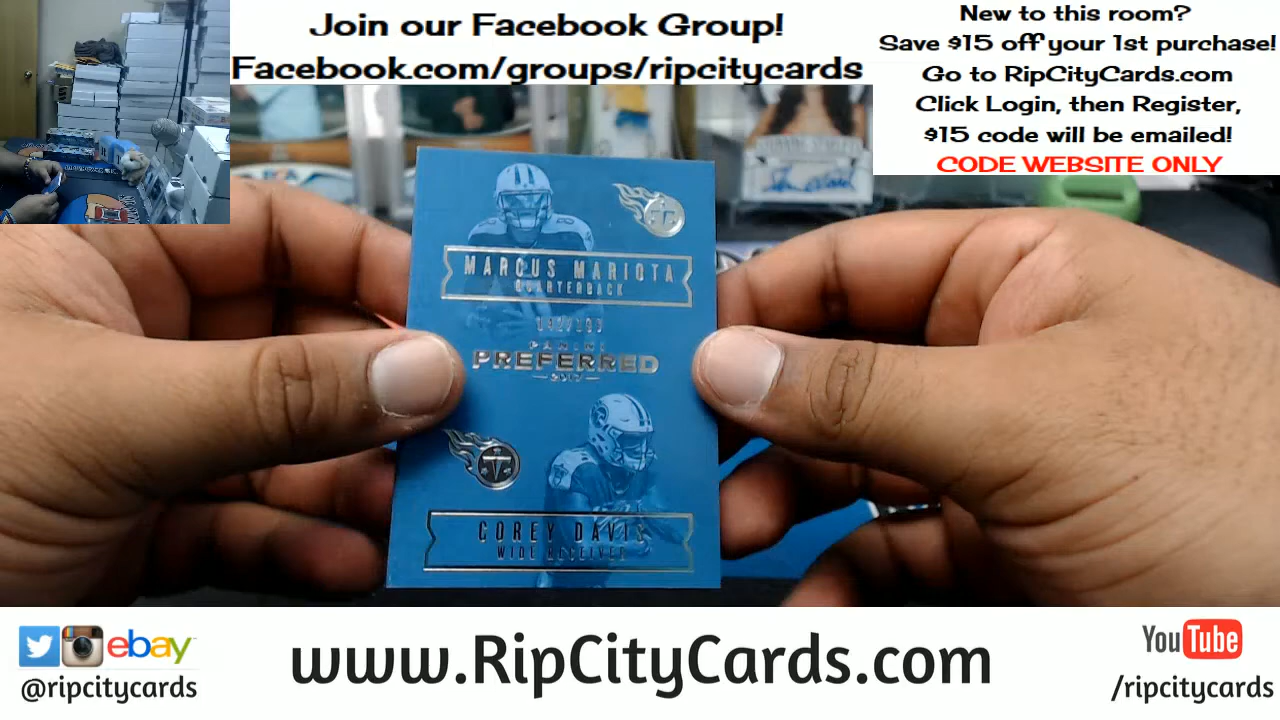 Join our Facebook Group!
Facebook.com/groups/ripcitycards
New to this room?
Save $15 off your 1st purchase!
Go to RipCityCards.com
Click Login, then Register,
$15 code will be emailed!
CODE WEBSITE ONLY
MARCUS MARIOTA
QUARTERBACK
PANINI
PREFERRED
2017
COREY DAVIS
WIDE RECEIVER
ebay
@ripcitycards
www.RipCityCards.com
YouTube
/ripcitycards